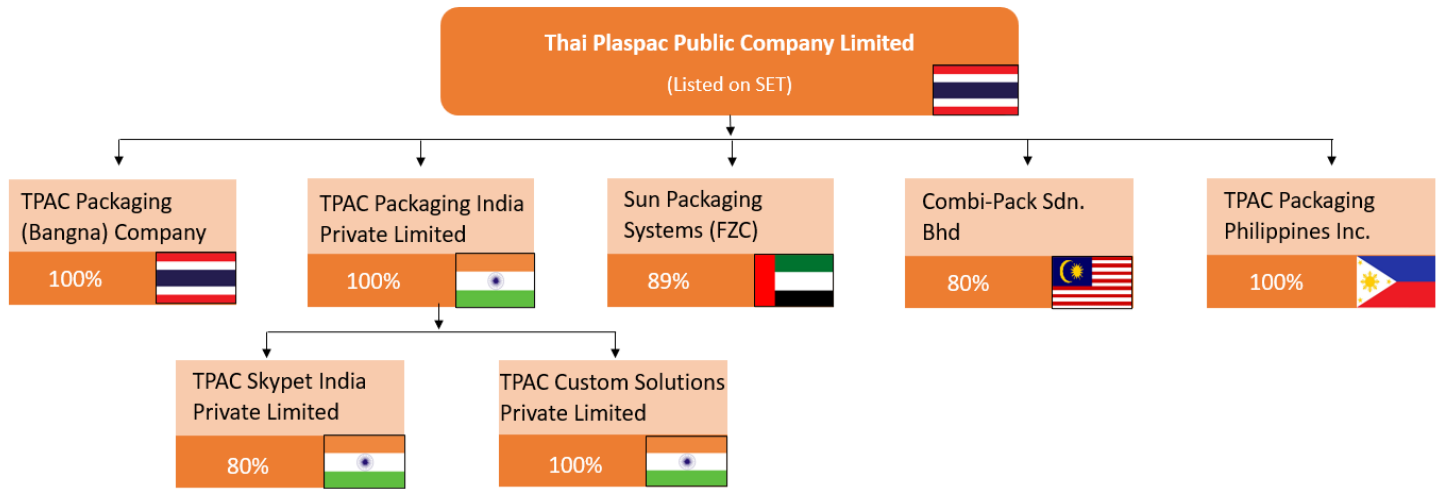 Thai Plaspac Public Company Limited
(Listed on SET)
TPAC Packaging
(Bangna) Company
100%
TPAC Packaging India
Private Limited
100%
Sun Packaging
Systems (FZC)
89%
Combi-Pack Sdn.
Bhd
80%
TPAC Packaging
Philippines Inc.
100%
TPAC Skypet India
Private Limited
80%
TPAC Custom Solutions
Private Limited
100%